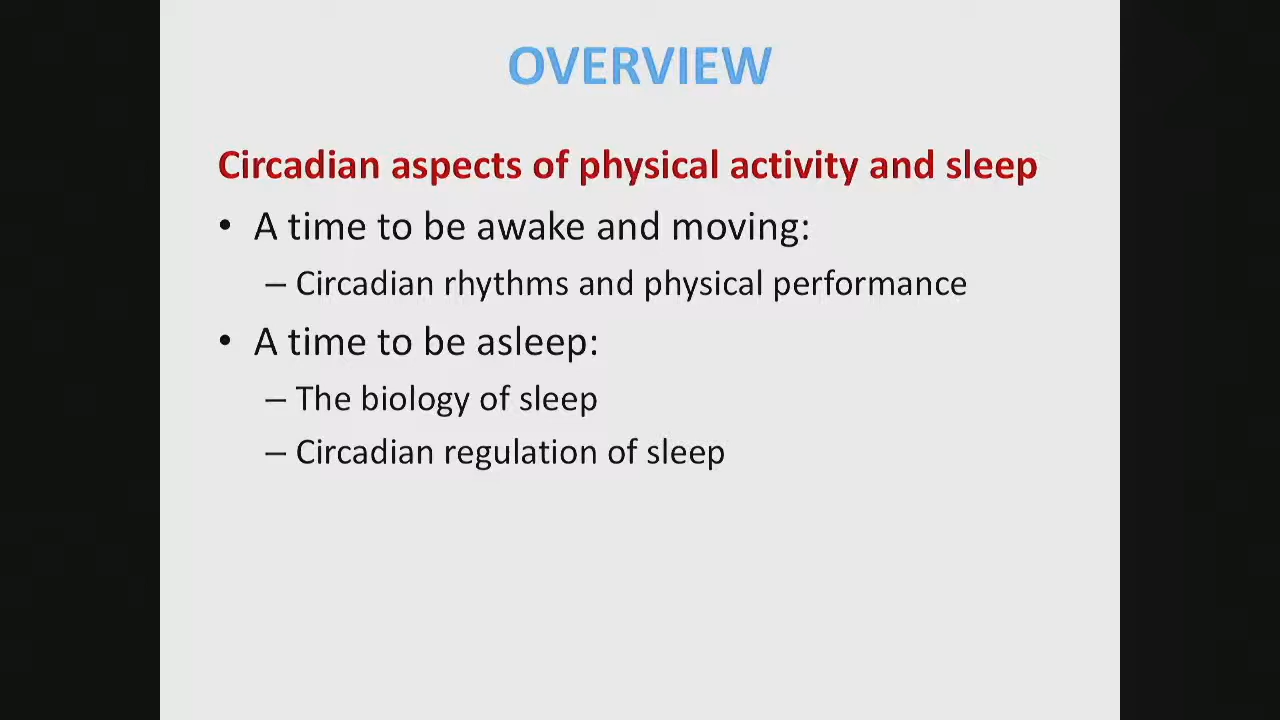 OVERVIEW
Circadian aspects of physical activity and sleep
• A time to be awake and moving:
– Circadian rhythms and physical performance
• A time to be asleep:
– The biology of sleep
– Circadian regulation of sleep